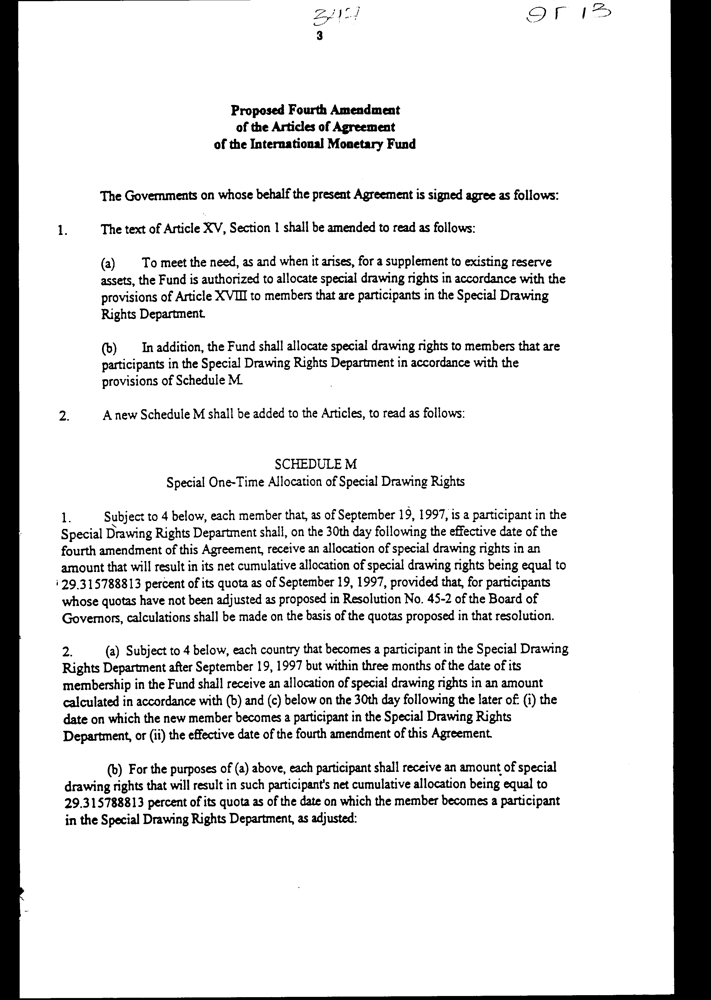 3
Proposed Fourth Amendment
of the Articles of Agreement
of the International Monetary Fund
The Governments on whose behalf the present Agreement is signed agree as follows:
1. The text of Article XV, Section 1 shall be amended to read as follows:
(a) To meet the need, as and when it arises, for a supplement to existing reserve
assets, the Fund is authorized to allocate special drawing rights in accordance with the
provisions of Article XVIII to members that are participants in the Special Drawing
Rights Department.
(b) In addition, the Fund shall allocate special drawing rights to members that are
participants in the Special Drawing Rights Department in accordance with the
provisions of Schedule M.
2. A new Schedule M shall be added to the Articles, to read as follows:
SCHEDULE M
Special One-Time Allocation of Special Drawing Rights
1. Subject to 4 below, each member that, as of September 19, 1997, is a participant in the
Special Drawing Rights Department shall, on the 30th day following the effective date of the
fourth amendment of this Agreement, receive an allocation of special drawing rights in an
amount that will result in its net cumulative allocation of special drawing rights being equal to
29.315788813 percent of its quota as of September 19, 1997, provided that, for participants
whose quotas have not been adjusted as proposed in Resolution No. 45-2 of the Board of
Governors, calculations shall be made on the basis of the quotas proposed in that resolution.
2. (a) Subject to 4 below, each country that becomes a participant in the Special Drawing
Rights Department after September 19, 1997 but within three months of the date of its
membership in the Fund shall receive an allocation of special drawing rights in an amount
calculated in accordance with (b) and (c) below on the 30th day following the later of: (i) the
date on which the new member becomes a participant in the Special Drawing Rights
Department, or (ii) the effective date of the fourth amendment of this Agreement.
(b) For the purposes of (a) above, each participant shall receive an amount of special
drawing rights that will result in such participant's net cumulative allocation being equal to
29.315788813 percent of its quota as of the date on which the member becomes a participant
in the Special Drawing Rights Department, as adjusted: